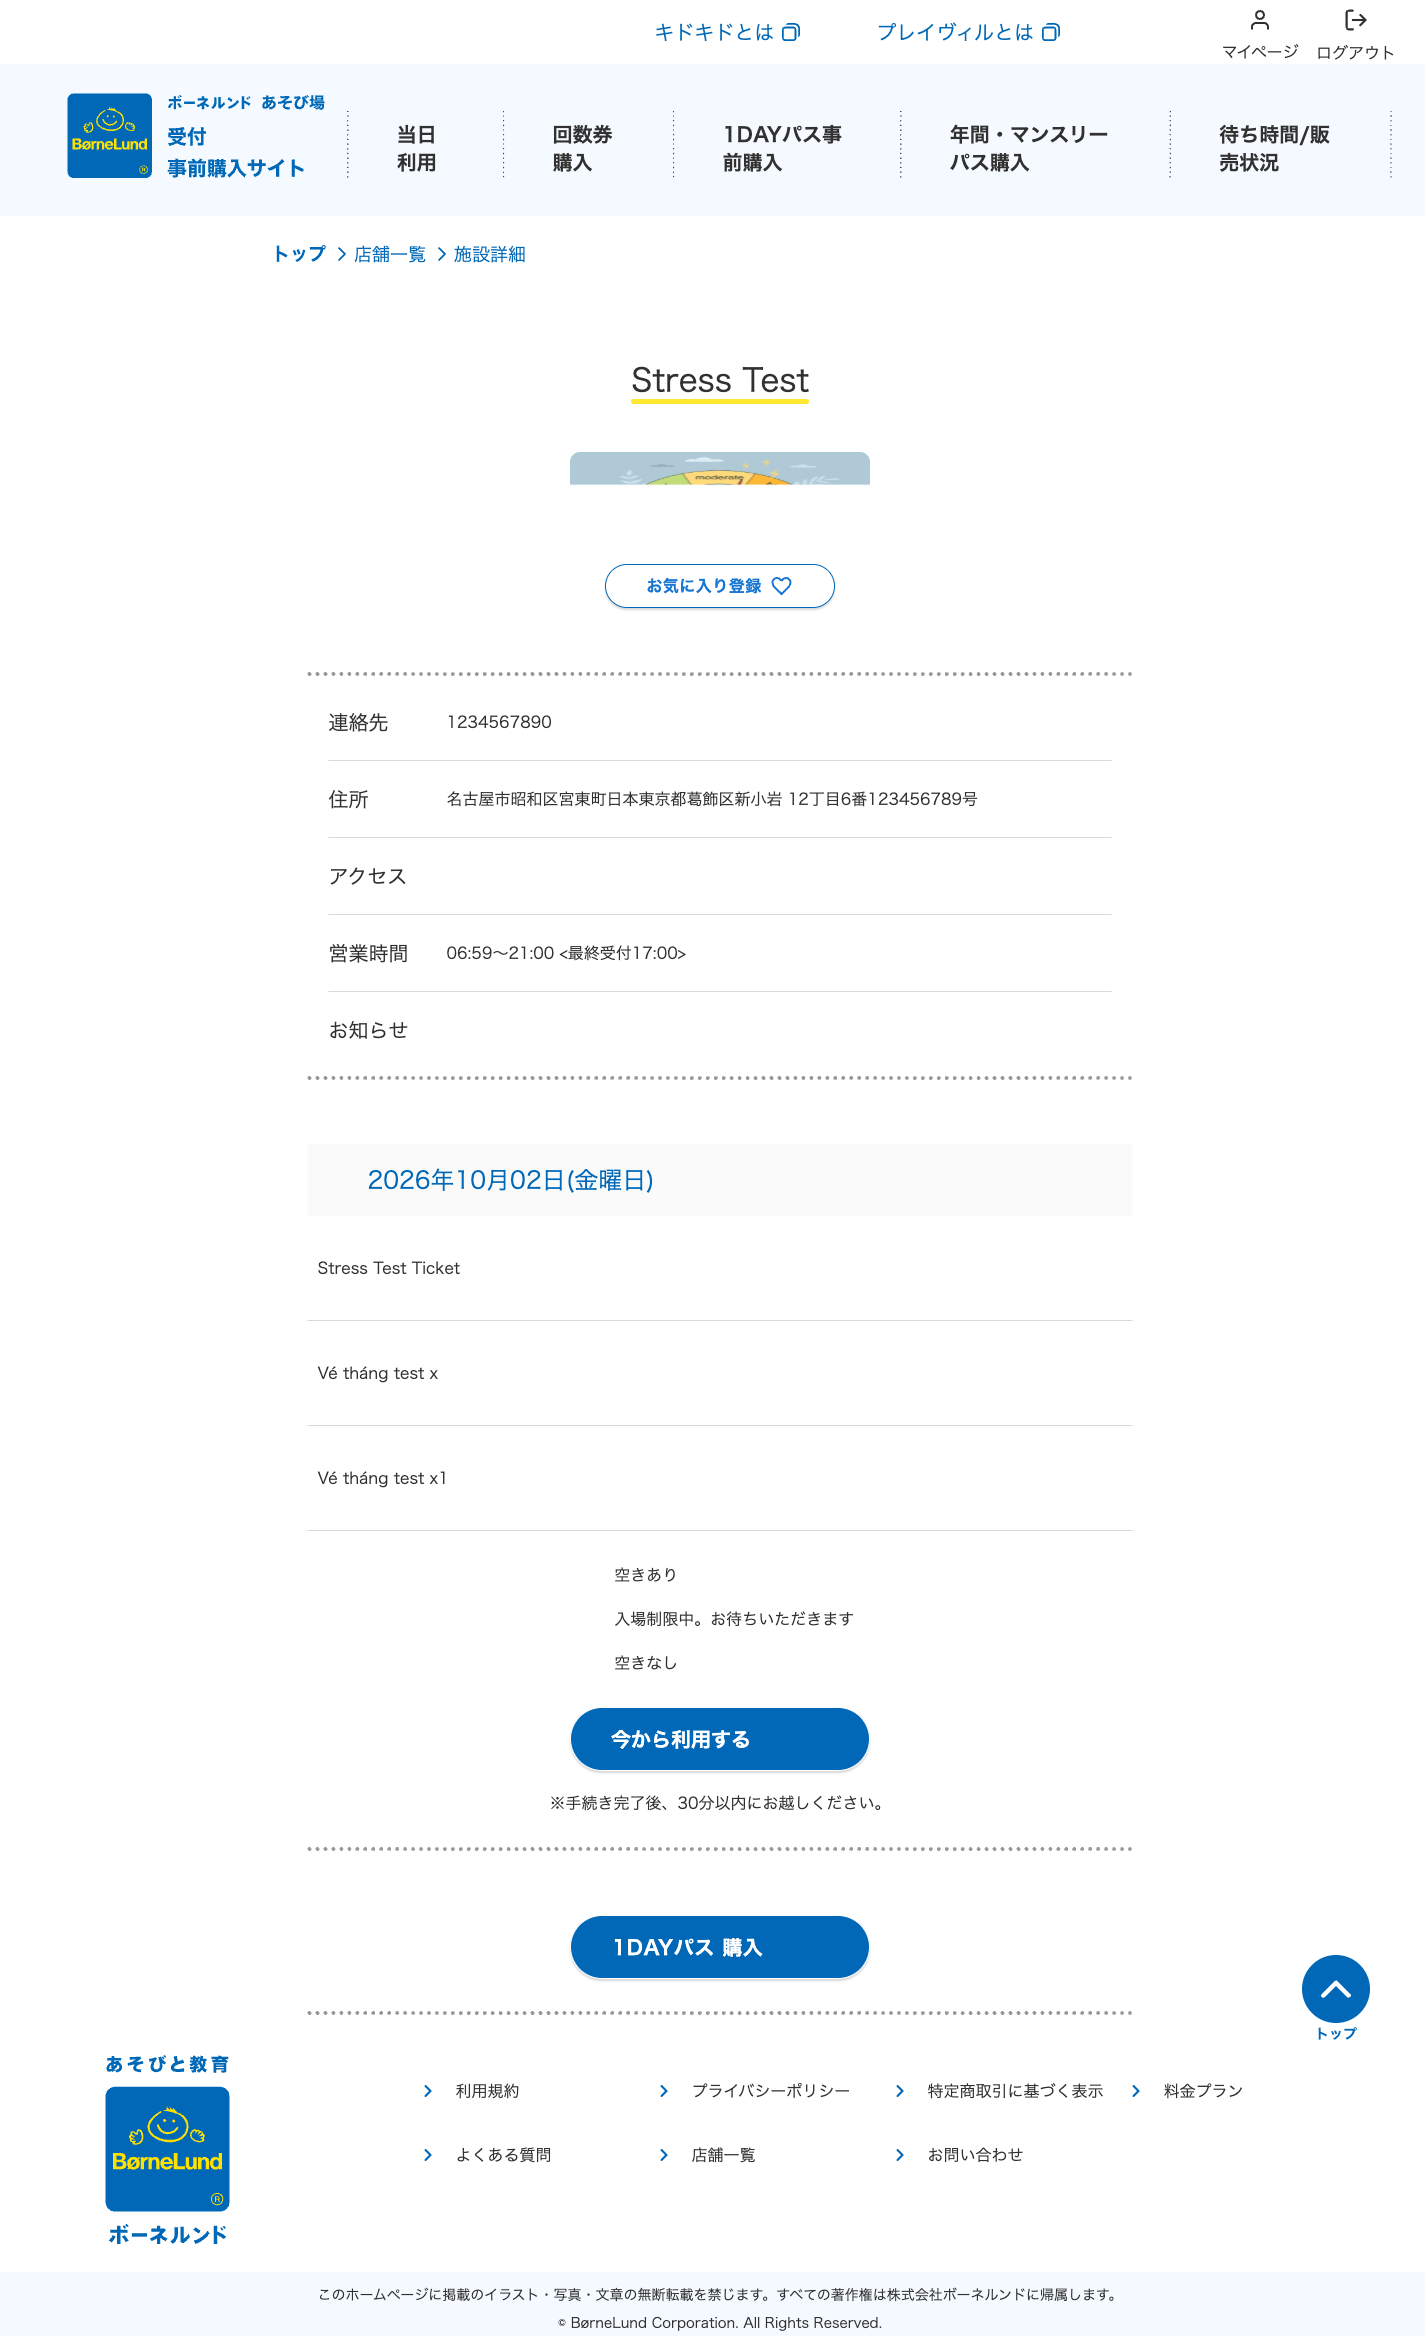 キドキドとは
プレイヴィルとは
マイページ
ログアウト
BørneLund
ボーネルンド あそび場
受付
事前購入サイト
当日
利用
回数券
購入
1DAYパス事
前購入
年間・マンスリー
パス購入
待ち時間/販
売状況
トップ > 店舗一覧 > 施設詳細
Stress Test
moderate
お気に入り登録
連絡先 1234567890
住所 名古屋市昭和区宮東町日本東京都葛飾区新小岩 12丁目6番123456789号
アクセス
営業時間 06:59〜21:00 <最終受付17:00>
お知らせ
2026年10月02日(金曜日)
Stress Test Ticket
Vé tháng test x
Vé tháng test x1
空きあり
入場制限中。お待ちいただきます
空きなし
今から利用する
※手続き完了後、30分以内にお越しください。
1DAYパス 購入
トップ
あそびと教育
BørneLund
®
ボーネルンド
利用規約
プライバシーポリシー
特定商取引に基づく表示
料金プラン
よくある質問
店舗一覧
お問い合わせ
このホームページに掲載のイラスト・写真・文章の無断転載を禁じます。すべての著作権は株式会社ボーネルンドに帰属します。
© BørneLund Corporation. All Rights Reserved.